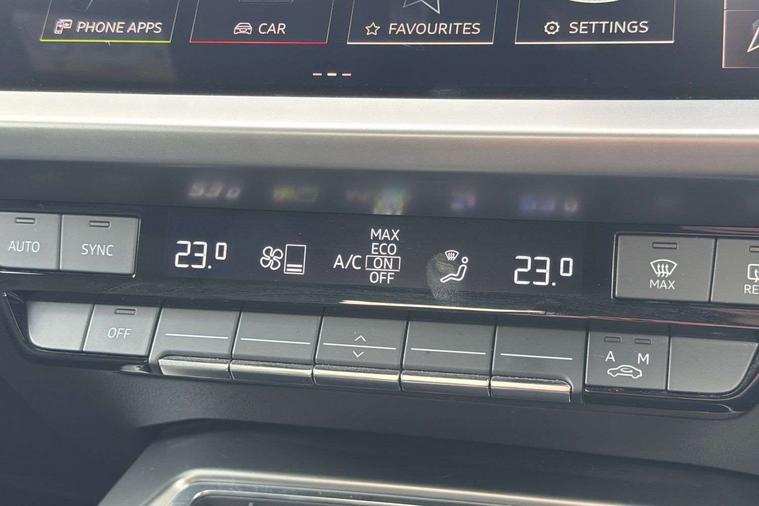 PHONE APPS
CAR
FAVOURITES
SETTINGS
AUTO
SYNC
23.0
A/C
MAX
ECO
ON
OFF
23.0
MAX
OFF
A M